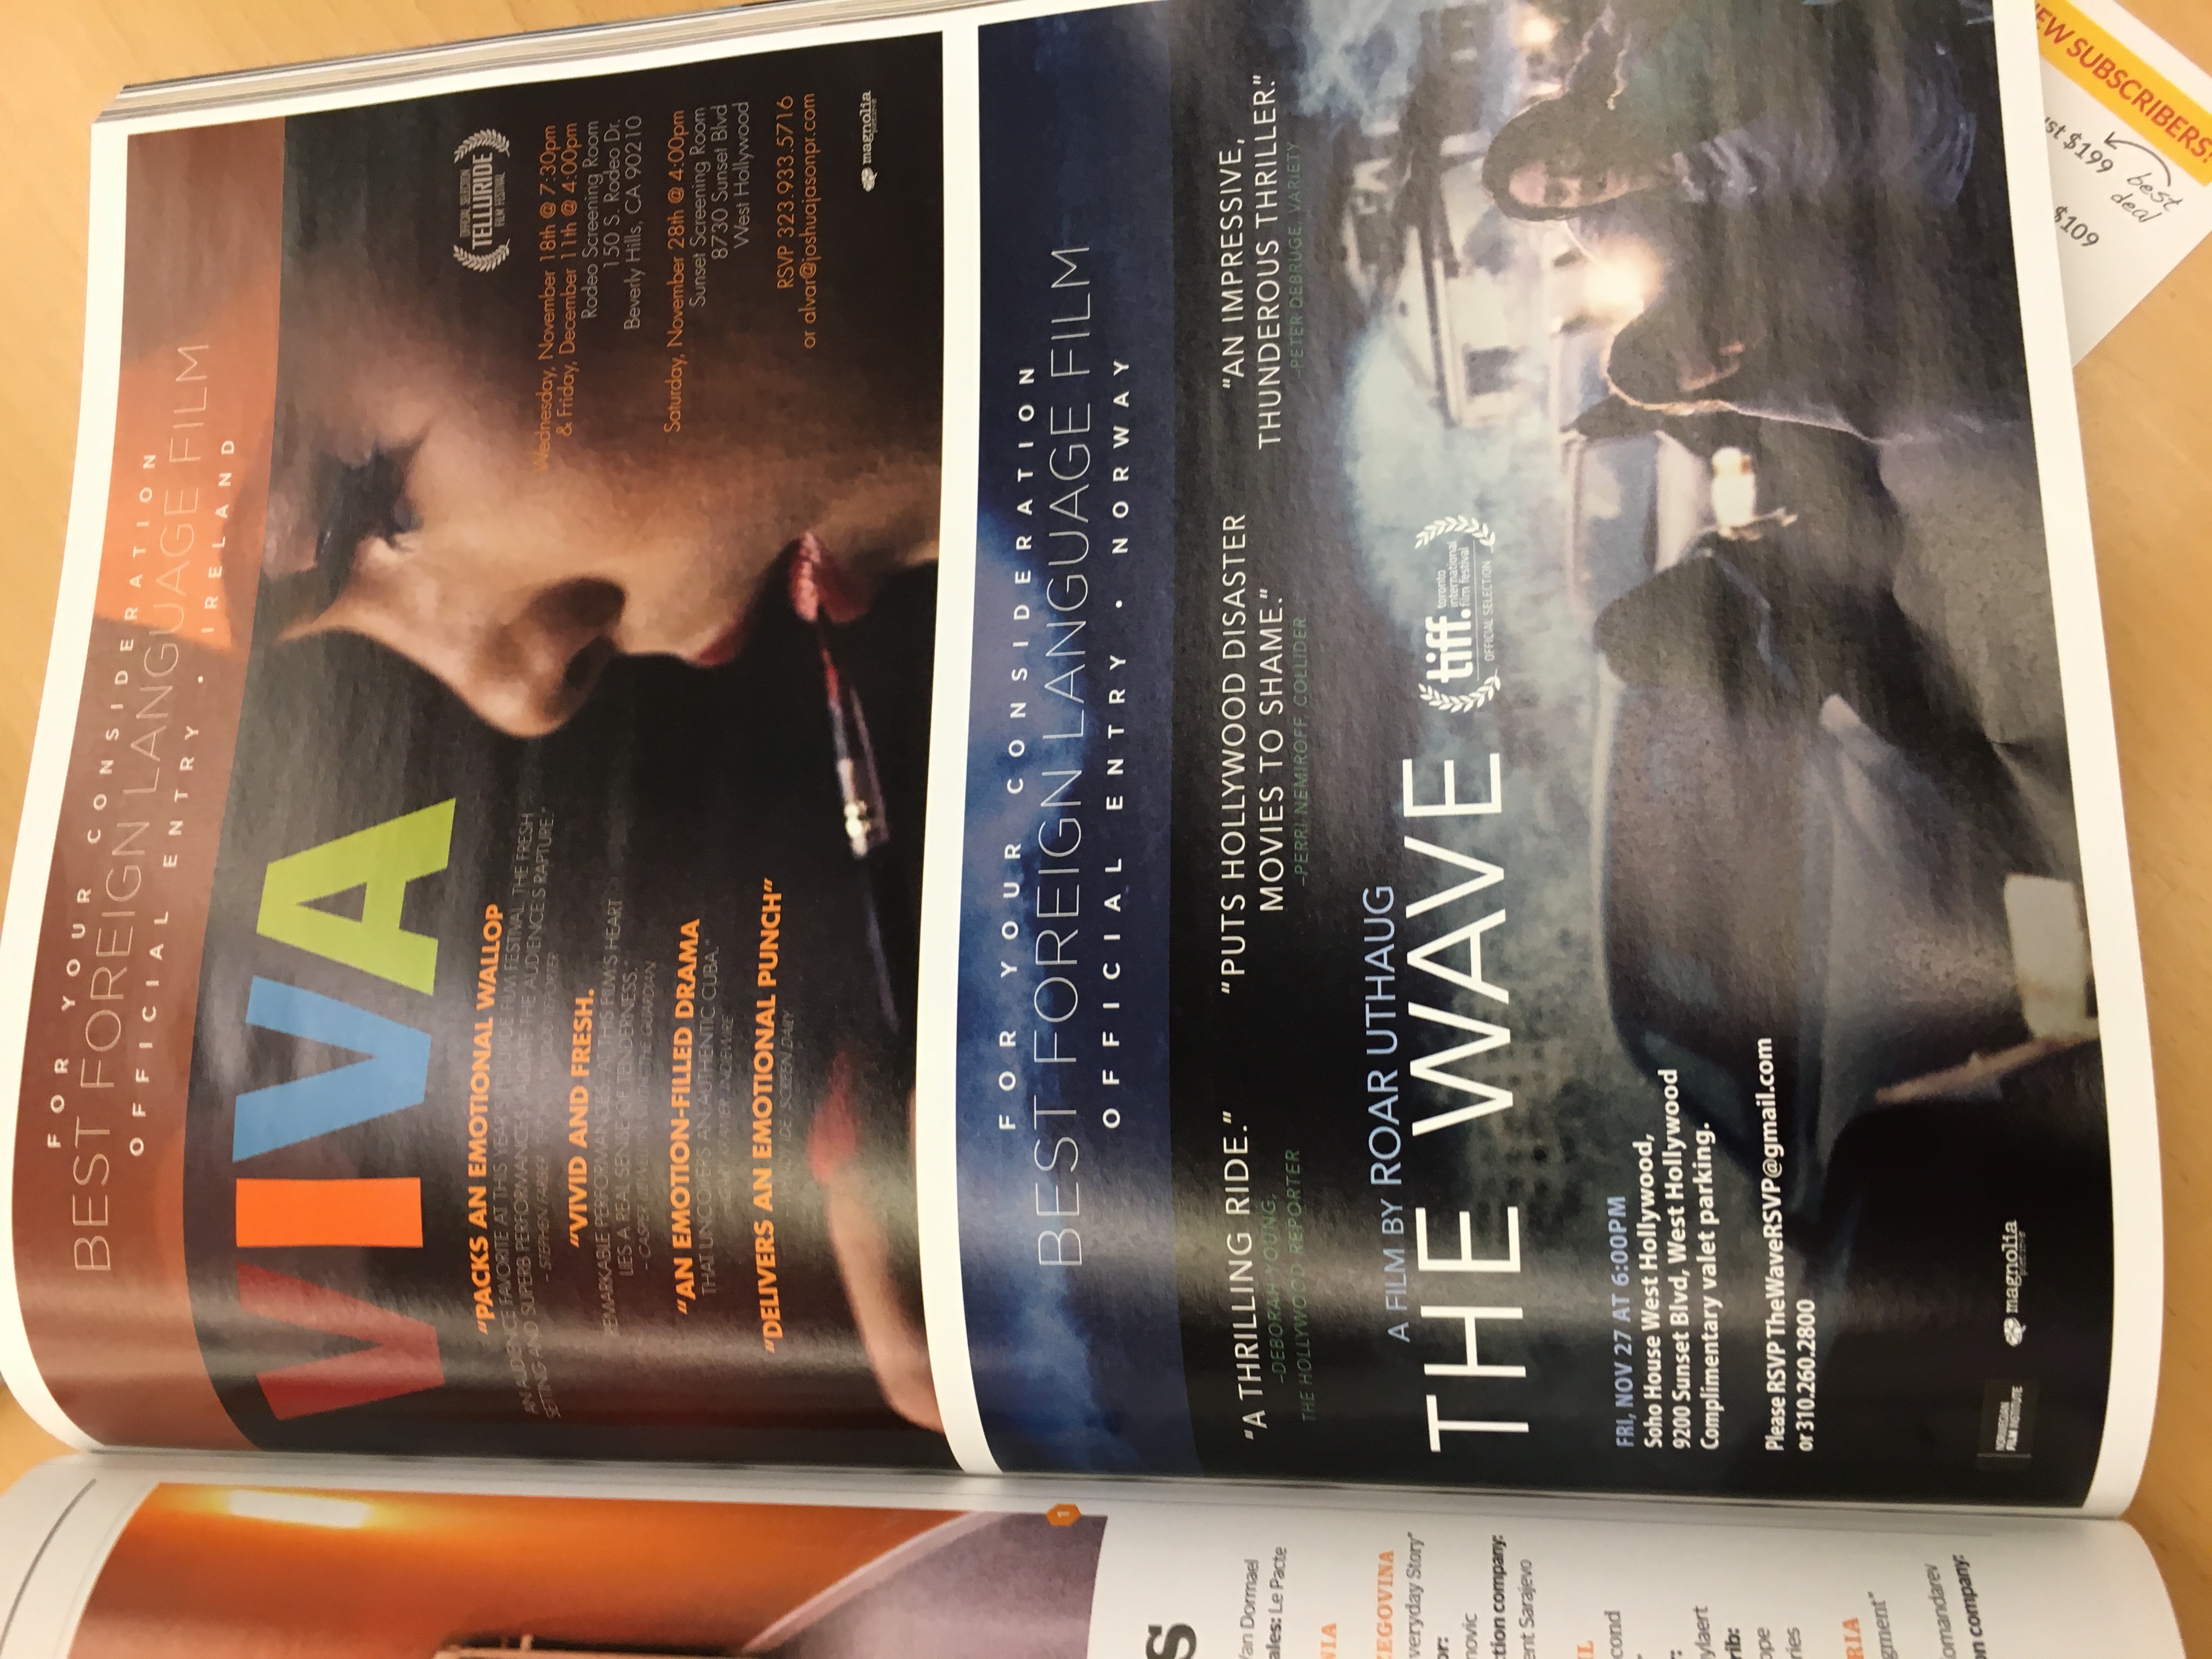 FOR YOUR CONSIDERATION
BEST FOREIGN LANGUAGE FILM
OFFICIAL ENTRY • IRELAND
VIVA
“PACKS AN EMOTIONAL WALLOP
AN AUDIENCE FAVORITE AT THIS YEAR'S TELLURIDE FILM FESTIVAL. THE FRESH
SETTING AND SUPERB PERFORMANCES VALIDATE THE AUDIENCE'S RAPTURE.”
– STEPHEN FARBER, THE HOLLYWOOD REPORTER
“VIVID AND FRESH.
REMARKABLE PERFORMANCES. AT THIS FILM'S HEART
LIES A REAL SENSE OF TENDERNESS.”
– CASPER LLEWELLYN SMITH, THE GUARDIAN
“AN EMOTION-FILLED DRAMA
THAT UNCOVERS AN AUTHENTIC CUBA.”
– GARY KRAMER, INDIEWIRE
“DELIVERS AN EMOTIONAL PUNCH”
– WENDY IDE, SCREEN DAILY
OFFICIAL SELECTION
TELLURIDE
FILM FESTIVAL
Wednesday, November 18th @ 7:30pm
& Friday, December 11th @ 4:00pm
Rodeo Screening Room
150 S. Rodeo Dr.
Beverly Hills, CA 90210
Saturday, November 28th @ 4:00pm
Sunset Screening Room
8730 Sunset Blvd
West Hollywood
RSVP 323.933.5716
or alvar@joshuajasonpr.com
magnolia
pictures
FOR YOUR CONSIDERATION
BEST FOREIGN LANGUAGE FILM
OFFICIAL ENTRY • NORWAY
“A THRILLING RIDE.”
–DEBORAH YOUNG,
THE HOLLYWOOD REPORTER
“PUTS HOLLYWOOD DISASTER
MOVIES TO SHAME.”
–PERRI NEMIROFF, COLLIDER
“AN IMPRESSIVE,
THUNDEROUS THRILLER.”
–PETER DEBRUGE, VARIETY
A FILM BY ROAR UTHAUG
THE WAVE
tiff. toronto
international
film festival
OFFICIAL SELECTION
FRI, NOV 27 AT 6:00PM
Soho House West Hollywood,
9200 Sunset Blvd, West Hollywood
Complimentary valet parking.
Please RSVP TheWaveRSVP@gmail.com
or 310.260.2800
NORWEGIAN
FILM INSTITUTE
magnolia
pictures
1
S
Van Dormael
ales: Le Pacte
NIA
ZEGOVINA
veryday Story"
or:
novic
ction company:
ent Sarajevo
IL
cond
r:
ylaert
rib:
ope
ries
RIA
gment"
omandarev
on company:
EW SUBSCRIBERS!
st $199
best
deal
$109